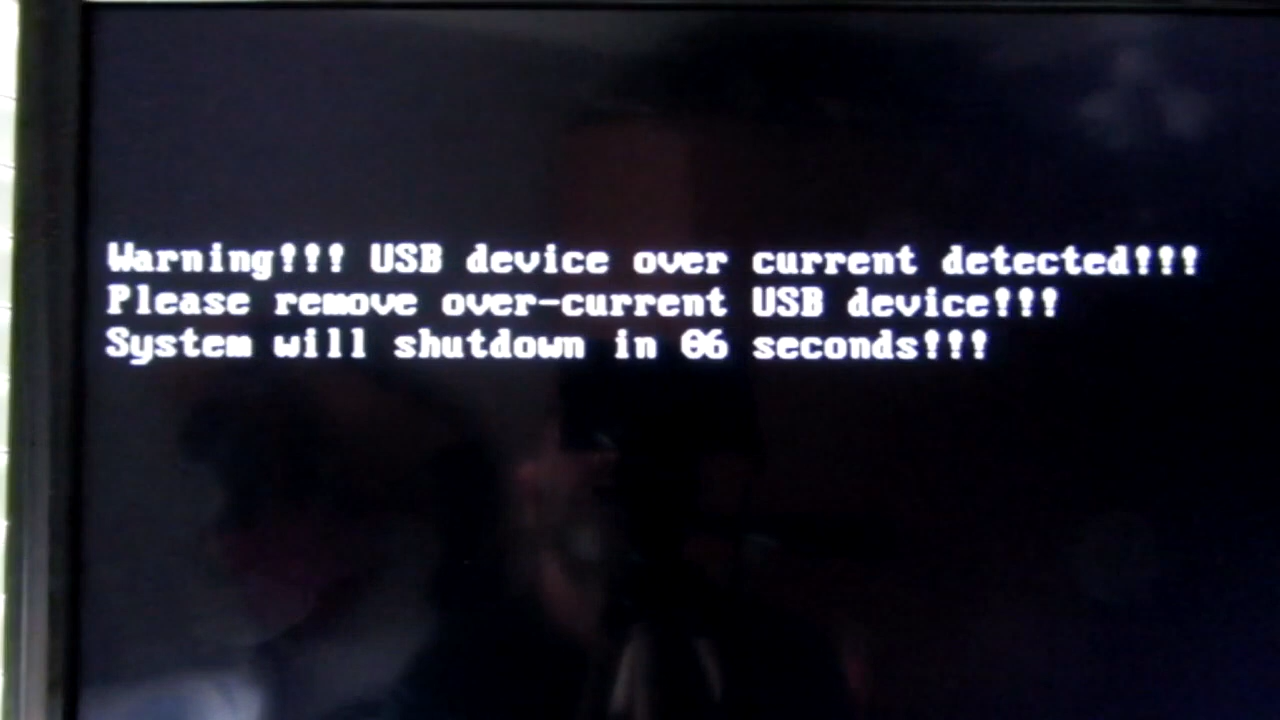 Warning!!! USB device over current detected!!!
Please remove over-current USB device!!!
System will shutdown in 06 seconds!!!